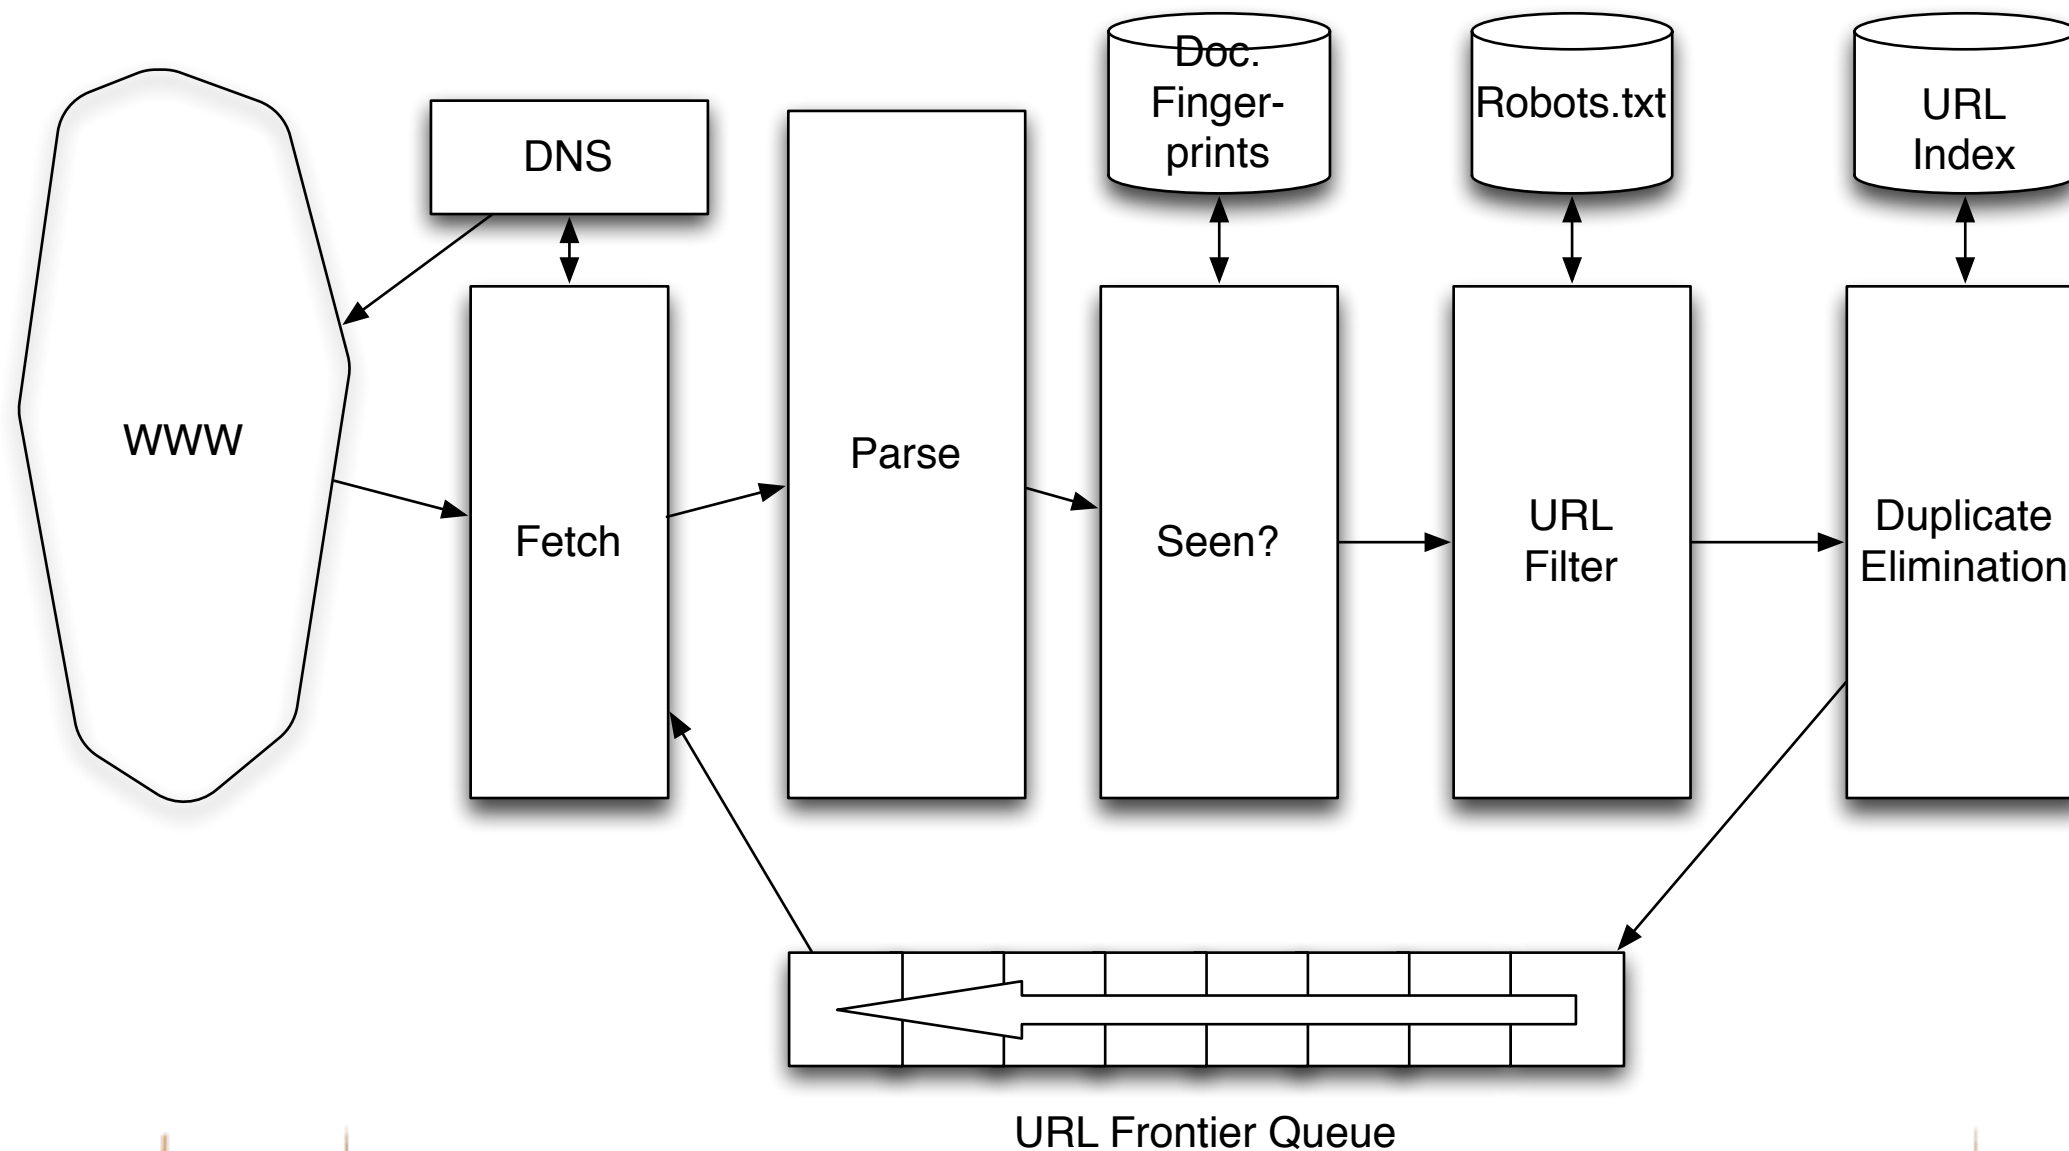 Doc.
Finger-
prints
Robots.txt
URL
Index
DNS
WWW
Fetch
Parse
Seen?
URL
Filter
Duplicate
Elimination
URL Frontier Queue